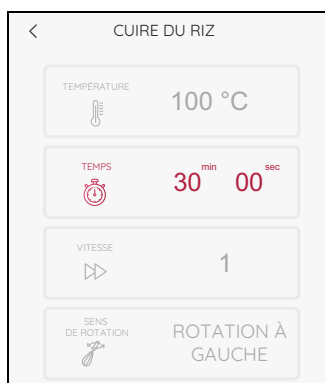 CUIRE DU RIZ
TEMPÉRATURE
100 °C
TEMPS
30 min 00 sec
VITESSE
1
SENS
DE ROTATION
ROTATION À
GAUCHE